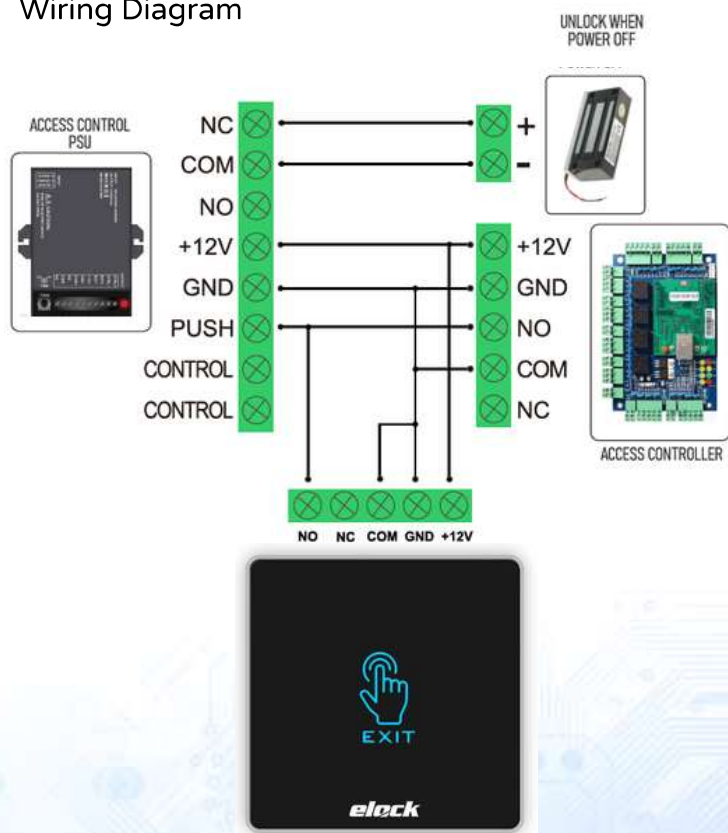 Wiring Diagram
UNLOCK WHEN
POWER OFF
ACCESS CONTROL
PSU
NC
COM
NO
+12V
GND
PUSH
CONTROL
CONTROL
+
-
+12V
GND
NO
COM
NC
ACCESS CONTROLLER
NO NC COM GND +12V
EXIT
elock